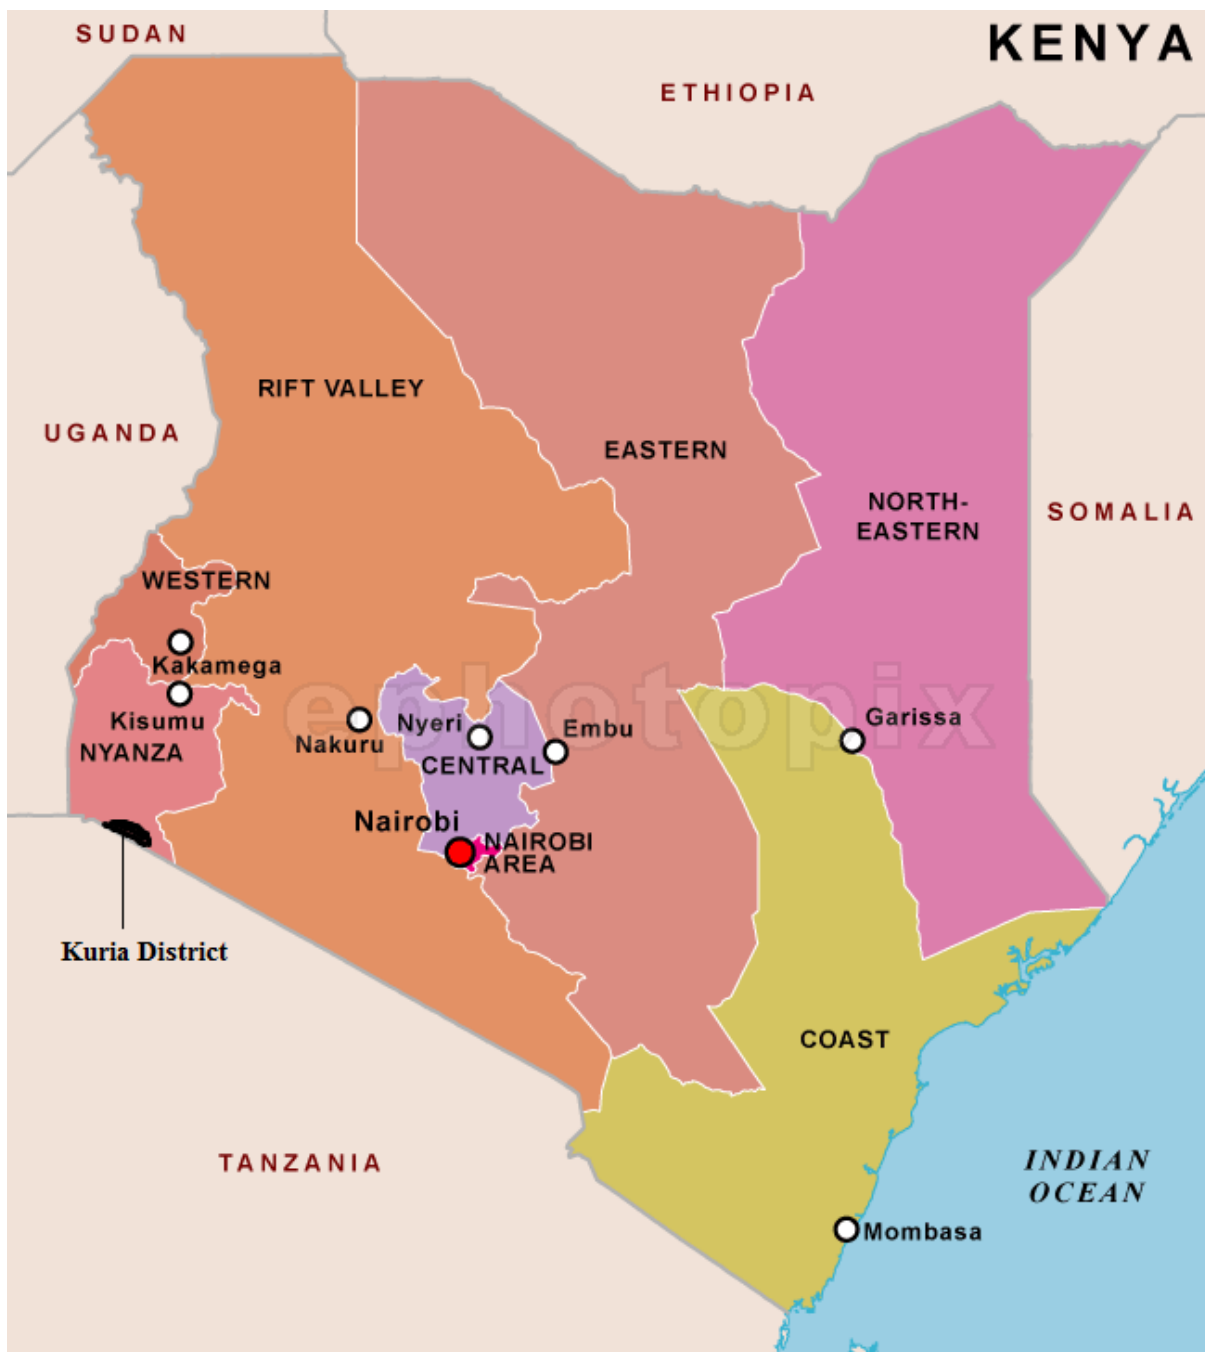 SUDAN
KENYA
ETHIOPIA
RIFT VALLEY
UGANDA
EASTERN
NORTH-
EASTERN
SOMALIA
WESTERN
Kakamega
ephotopix
Kisumu
NYANZA
Nakuru
Nyeri
Embu
Garissa
CENTRAL
Nairobi
NAIROBI
AREA
Kuria District
COAST
TANZANIA
INDIAN
OCEAN
Mombasa